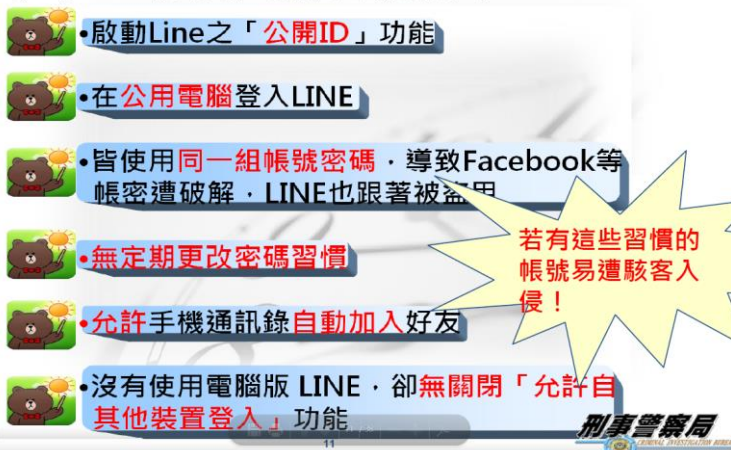 •啟動Line之「公開ID」功能
•在公用電腦登入LINE
•皆使用同一組帳號密碼，導致Facebook等
帳密遭破解，LINE也跟著被盜用
若有這些習慣的
帳號易遭駭客入
侵！
•無定期更改密碼習慣
•允許手機通訊錄自動加入好友
•沒有使用電腦版 LINE，卻無關閉「允許自
其他裝置登入」功能
刑事警察局
CRIMINAL INVESTIGATION BUREAU
11